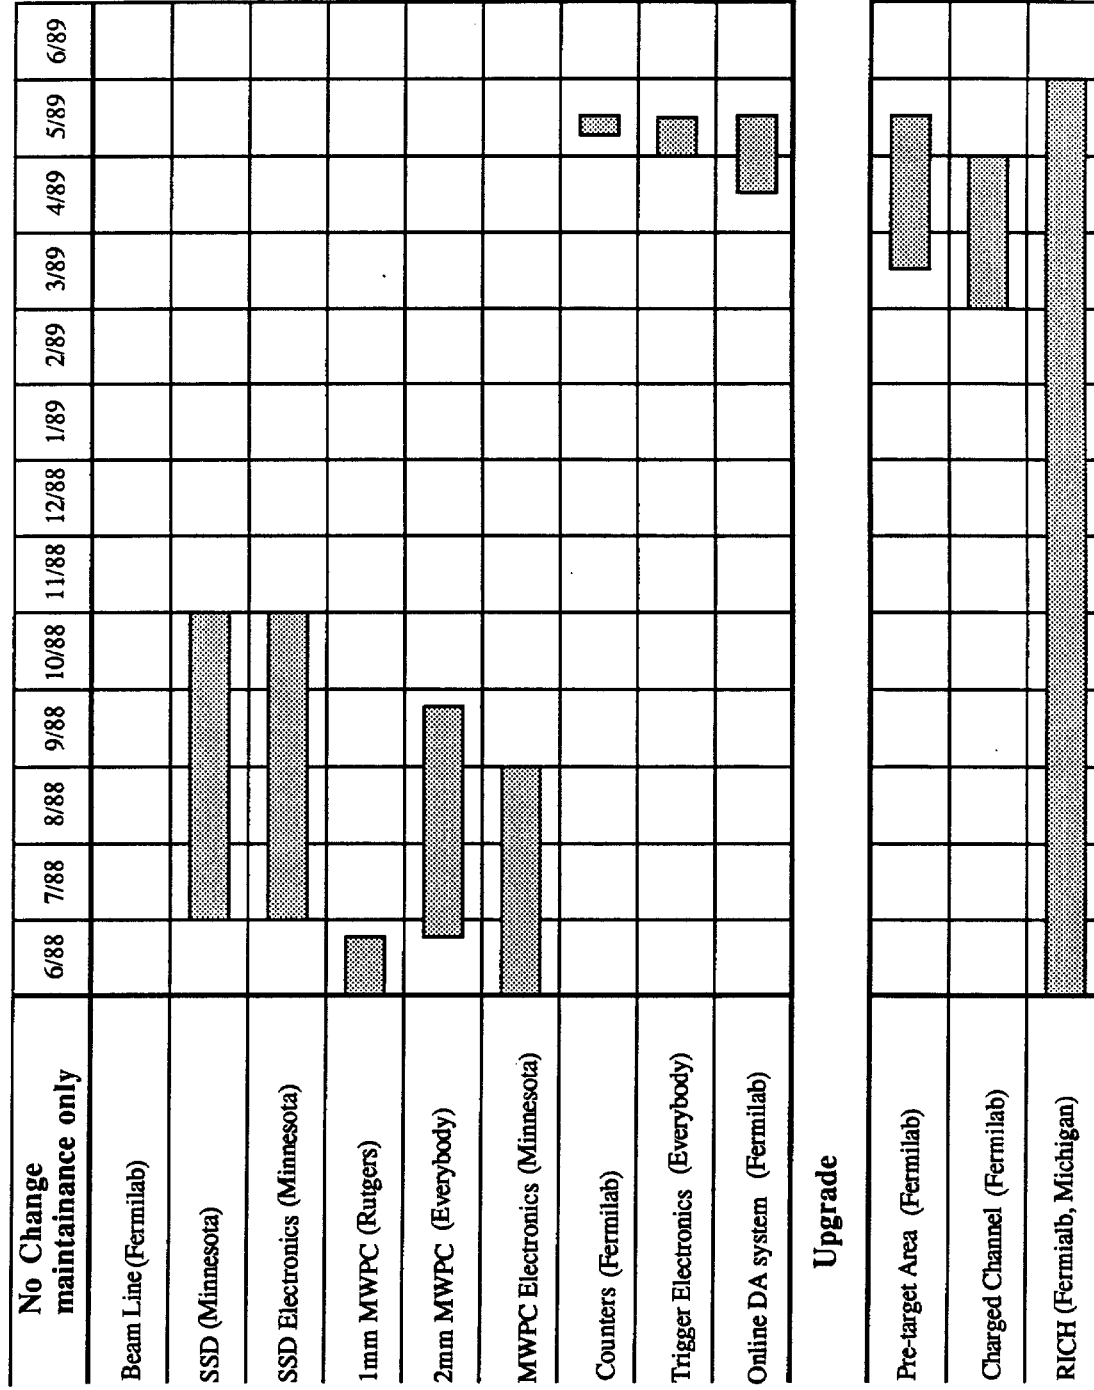 No Change
maintainance only
6/88 7/88 8/88 9/88 10/88 11/88 12/88 1/89 2/89 3/89 4/89 5/89 6/89
Beam Line (Fermilab)
SSD (Minnesota)
SSD Electronics (Minnesota)
1mm MWPC (Rutgers)
2mm MWPC (Everybody)
MWPC Electronics (Minnesota)
Counters (Fermilab)
Trigger Electronics (Everybody)
Online DA system (Fermilab)
Upgrade
Pre-target Area (Fermilab)
Charged Channel (Fermilab)
RICH (Fermialb, Michigan)